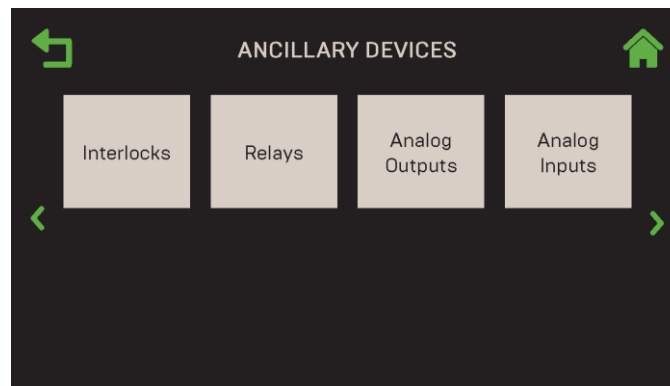 ANCILLARY DEVICES
Interlocks
Relays
Analog
Outputs
Analog
Inputs